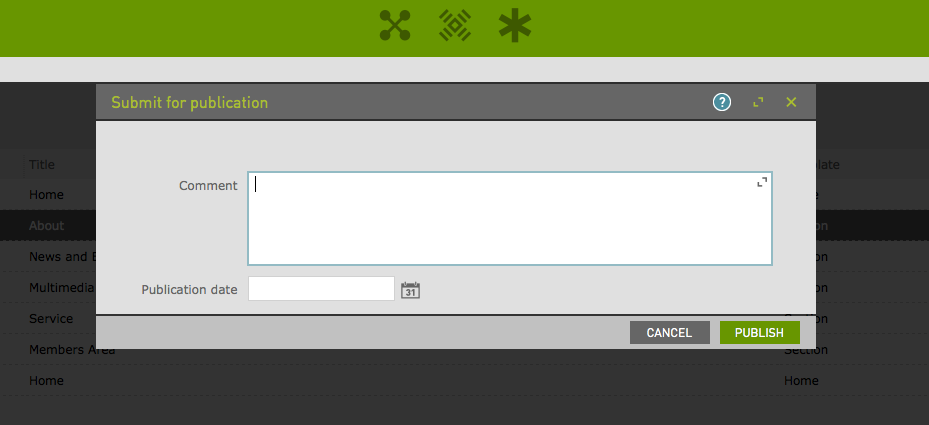 Submit for publication ?
Title
Home
About
News and E
Multimedia
Service
Members Area
Home
Comment
Publication date 31
CANCEL PUBLISH
late
e
on
on
on
Section
Home